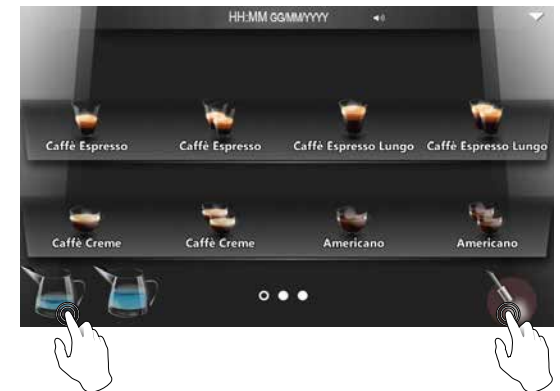 HH:MM GG/MM/YYYY
Caffè Espresso Caffè Espresso Caffè Espresso Lungo Caffè Espresso Lungo
Caffè Creme Caffè Creme Americano Americano